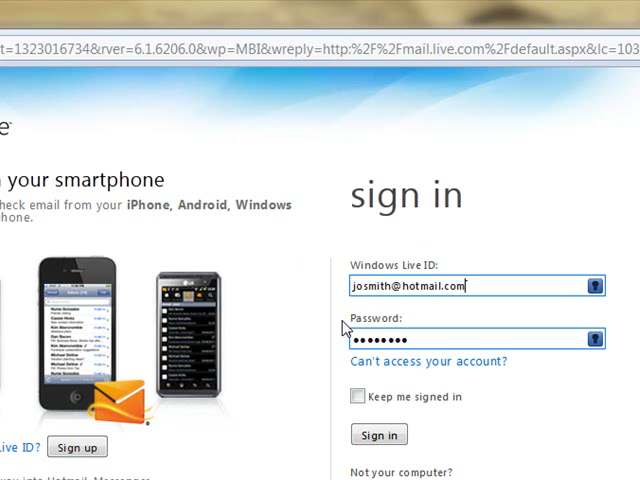 t=1323016734&rver=6.1.6206.0&wp=MBI&wreply=http:%2F%2Fmail.live.com%2Fdefault.aspx&lc=103
your smartphone
check email from your iPhone, Android, Windows
phone.
sign in
Windows Live ID:
josmith@hotmail.com
Password:
••••••••
Can't access your account?
Keep me signed in
Sign in
Live ID?
Sign up
Not your computer?